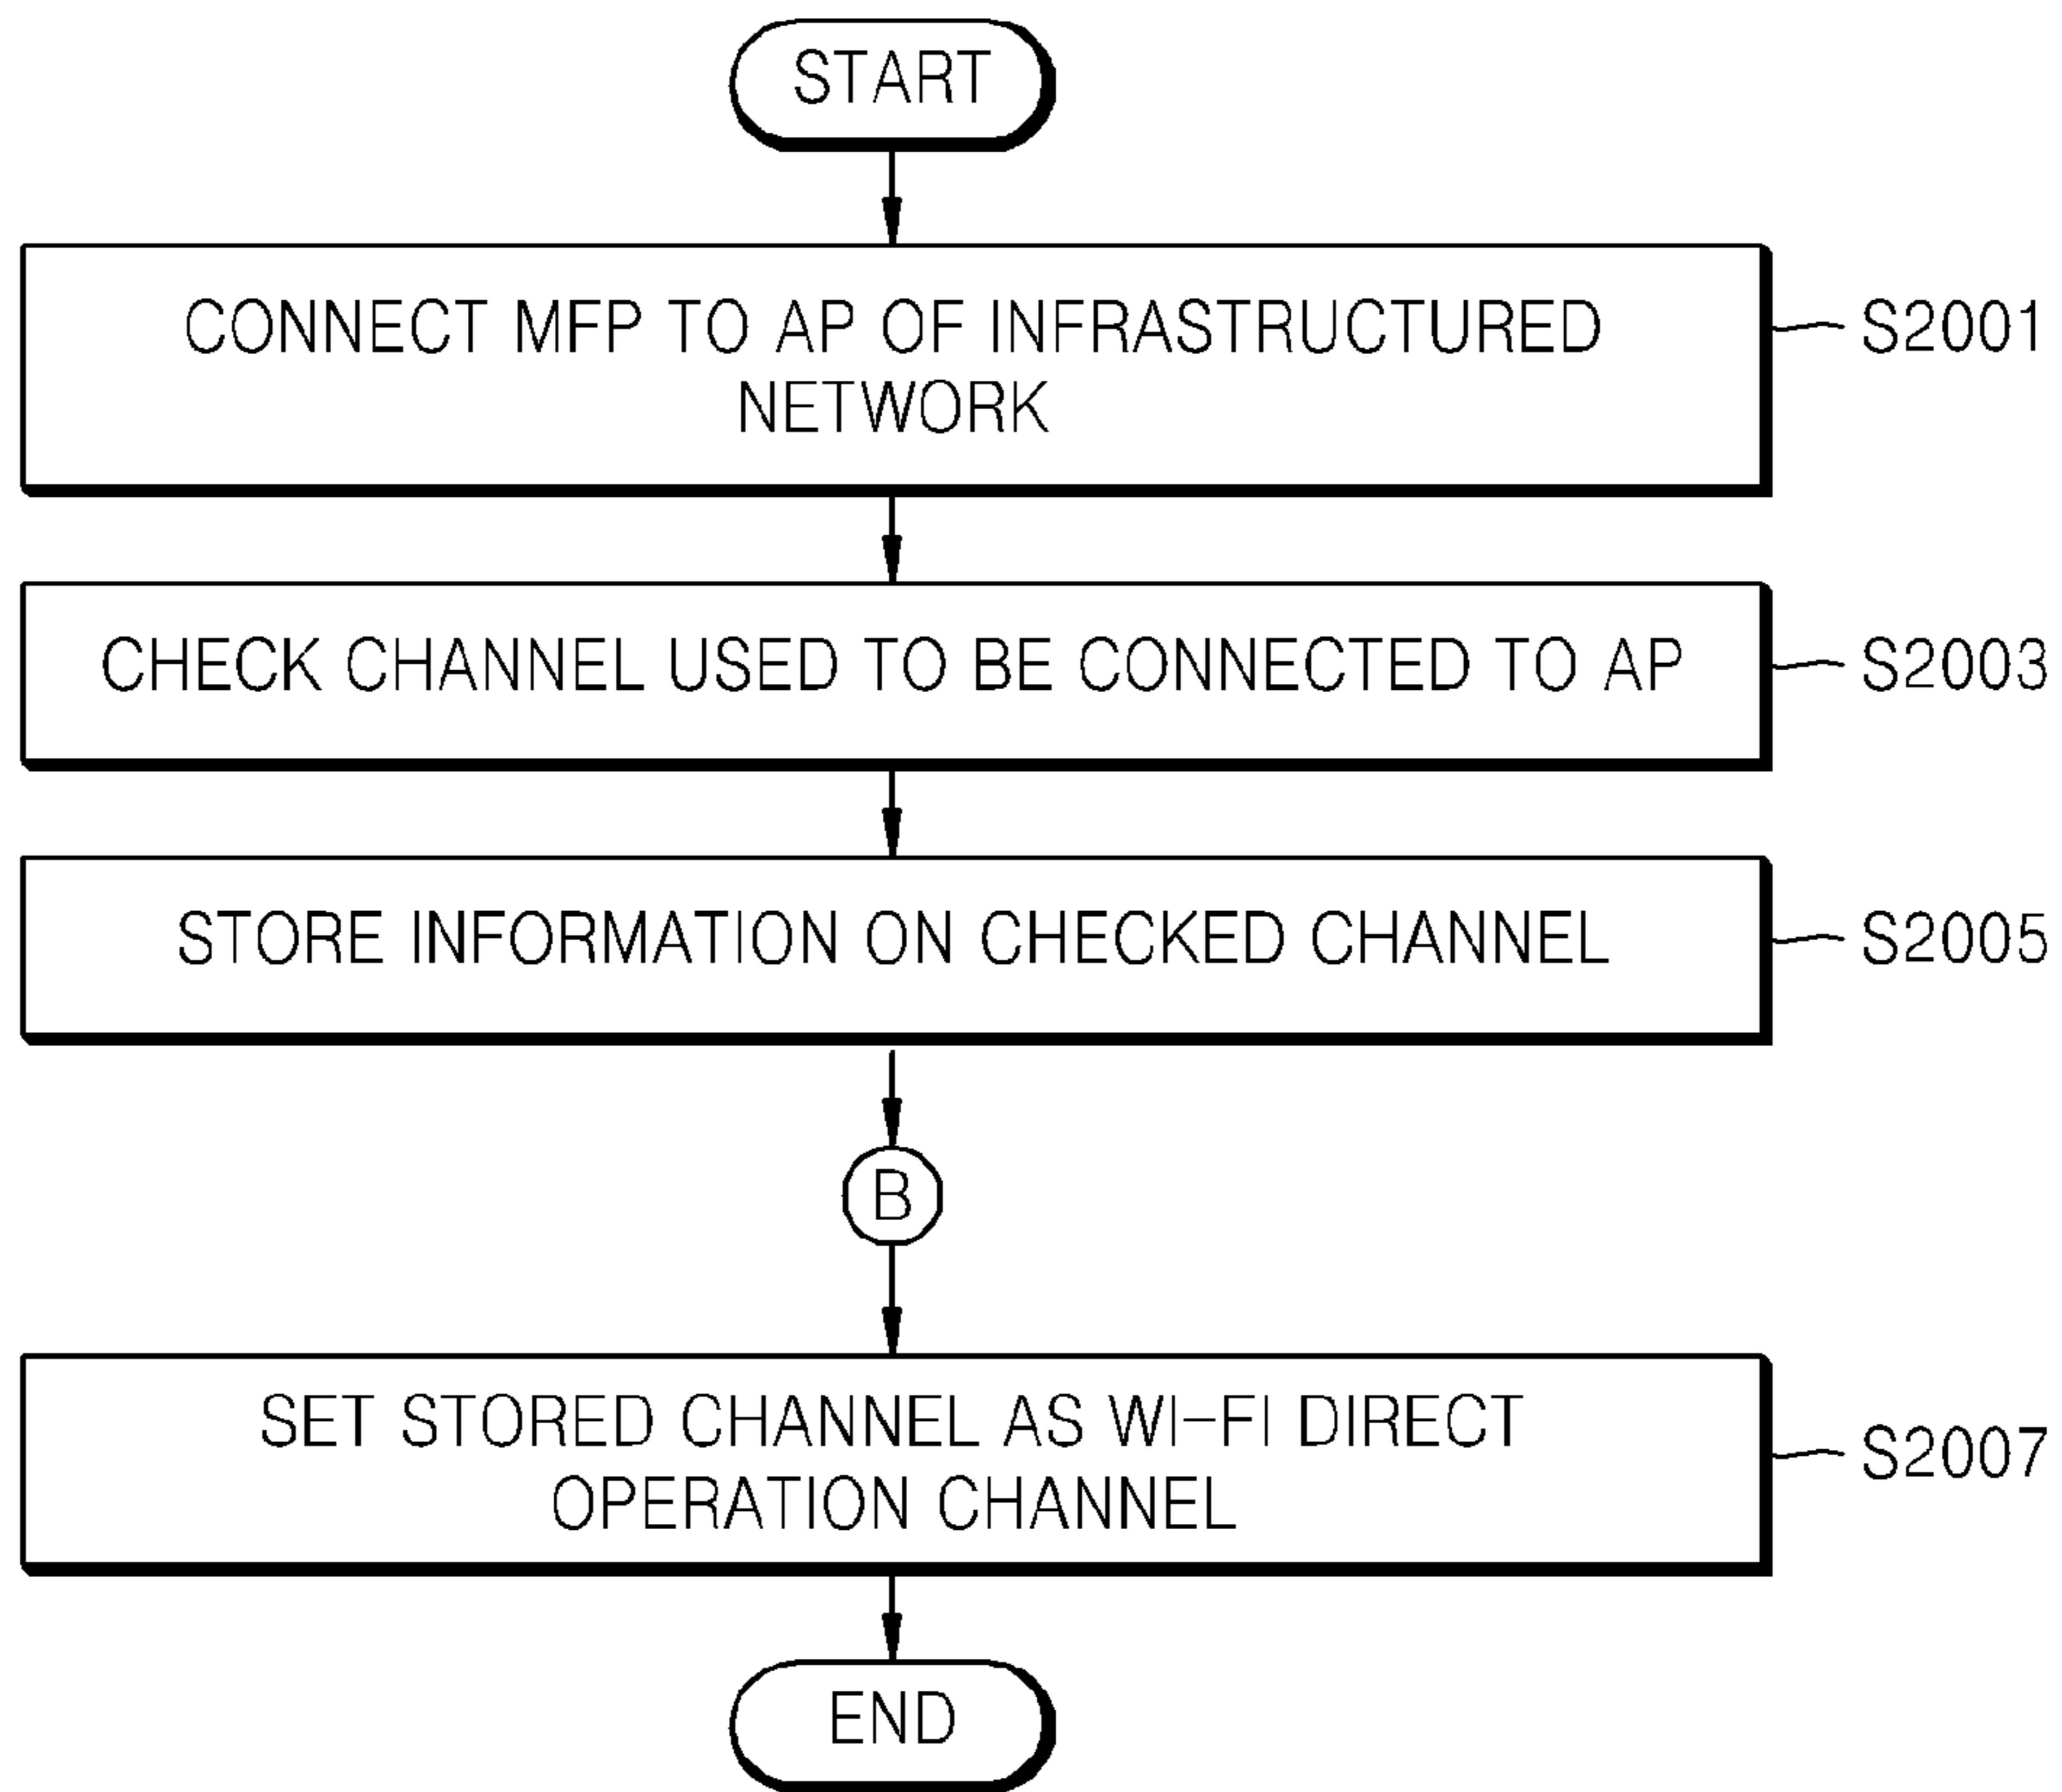 START
CONNECT MFP TO AP OF INFRASTRUCTURED
NETWORK
S2001
CHECK CHANNEL USED TO BE CONNECTED TO AP
S2003
STORE INFORMATION ON CHECKED CHANNEL
S2005
B
SET STORED CHANNEL AS WI-FI DIRECT
OPERATION CHANNEL
S2007
END